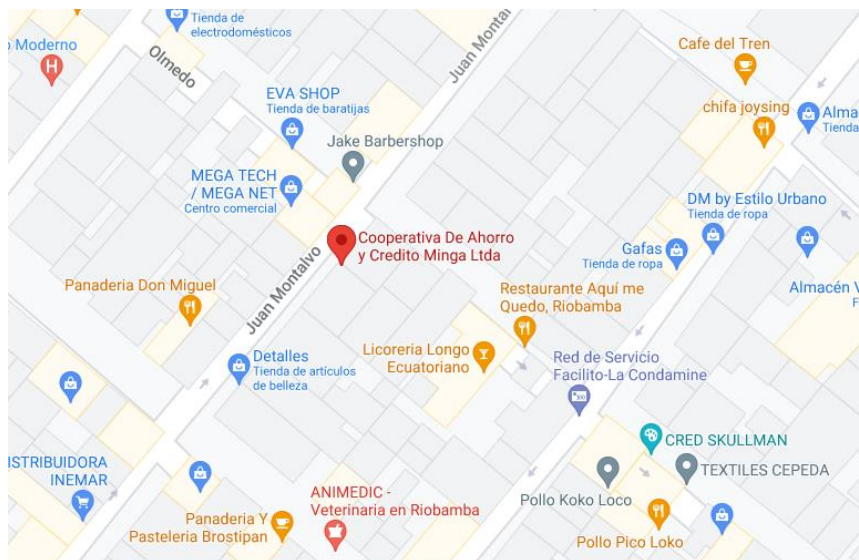 Tienda de
electrodomésticos
o Moderno
H
Olmedo
Juan Montal
Cafe del Tren
EVA SHOP
Tienda de baratijas
chifa joysing
Alma
Tienda
Jake Barbershop
MEGA TECH
/ MEGA NET
Centro comercial
DM by Estilo Urbano
Tienda de ropa
Cooperativa De Ahorro
y Credito Minga Ltda
Gafas
Tienda de ropa
Panaderia Don Miguel
Juan Montalvo
Restaurante Aquí me
Quedo, Riobamba
Almacén V
F
Licoreria Longo
Ecuatoriano
Detalles
Tienda de artículos
de belleza
Red de Servicio
Facilito-La Condamine
CRED SKULLMAN
ISTRIBUIDORA
INEMAR
TEXTILES CEPEDA
ANIMEDIC -
Veterinaria en Riobamba
Pollo Koko Loco
Panaderia Y
Pasteleria Brostipan
Pollo Pico Loko